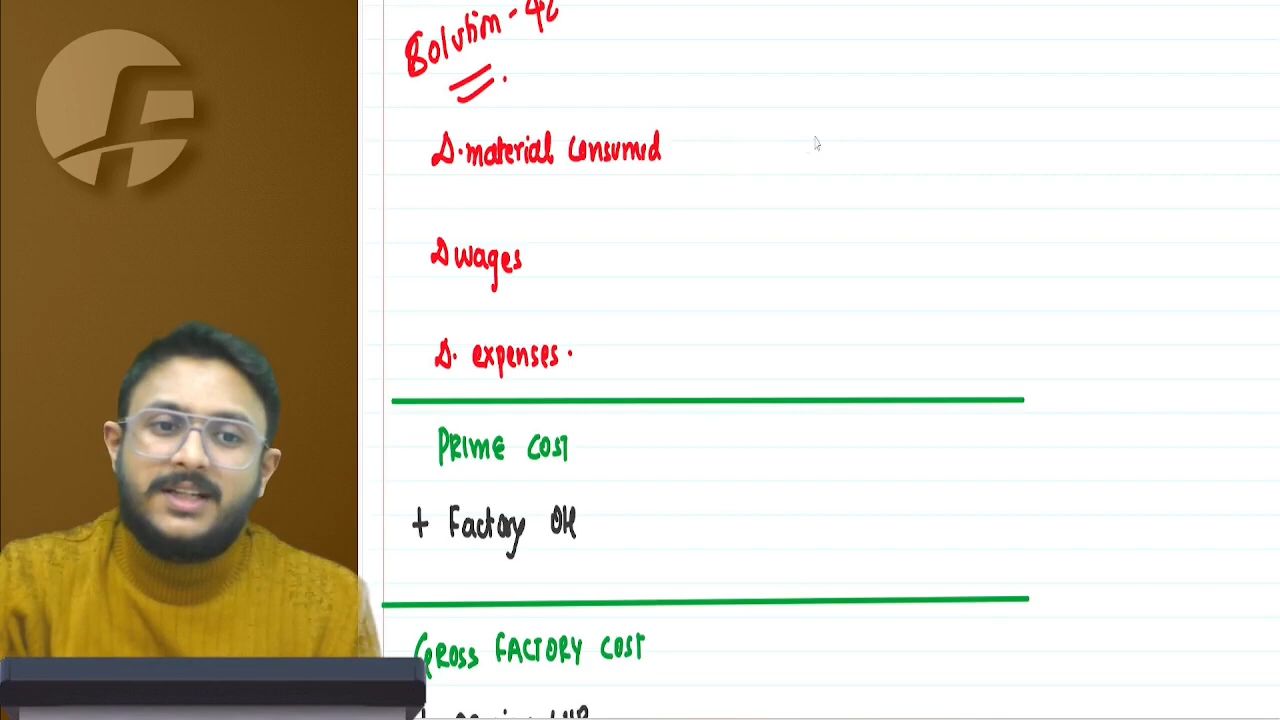 Solution - 42
D. material Consumed
D wages
D. expenses.
PRIME COST
+ Factory OH
GROSS FACTORY COST